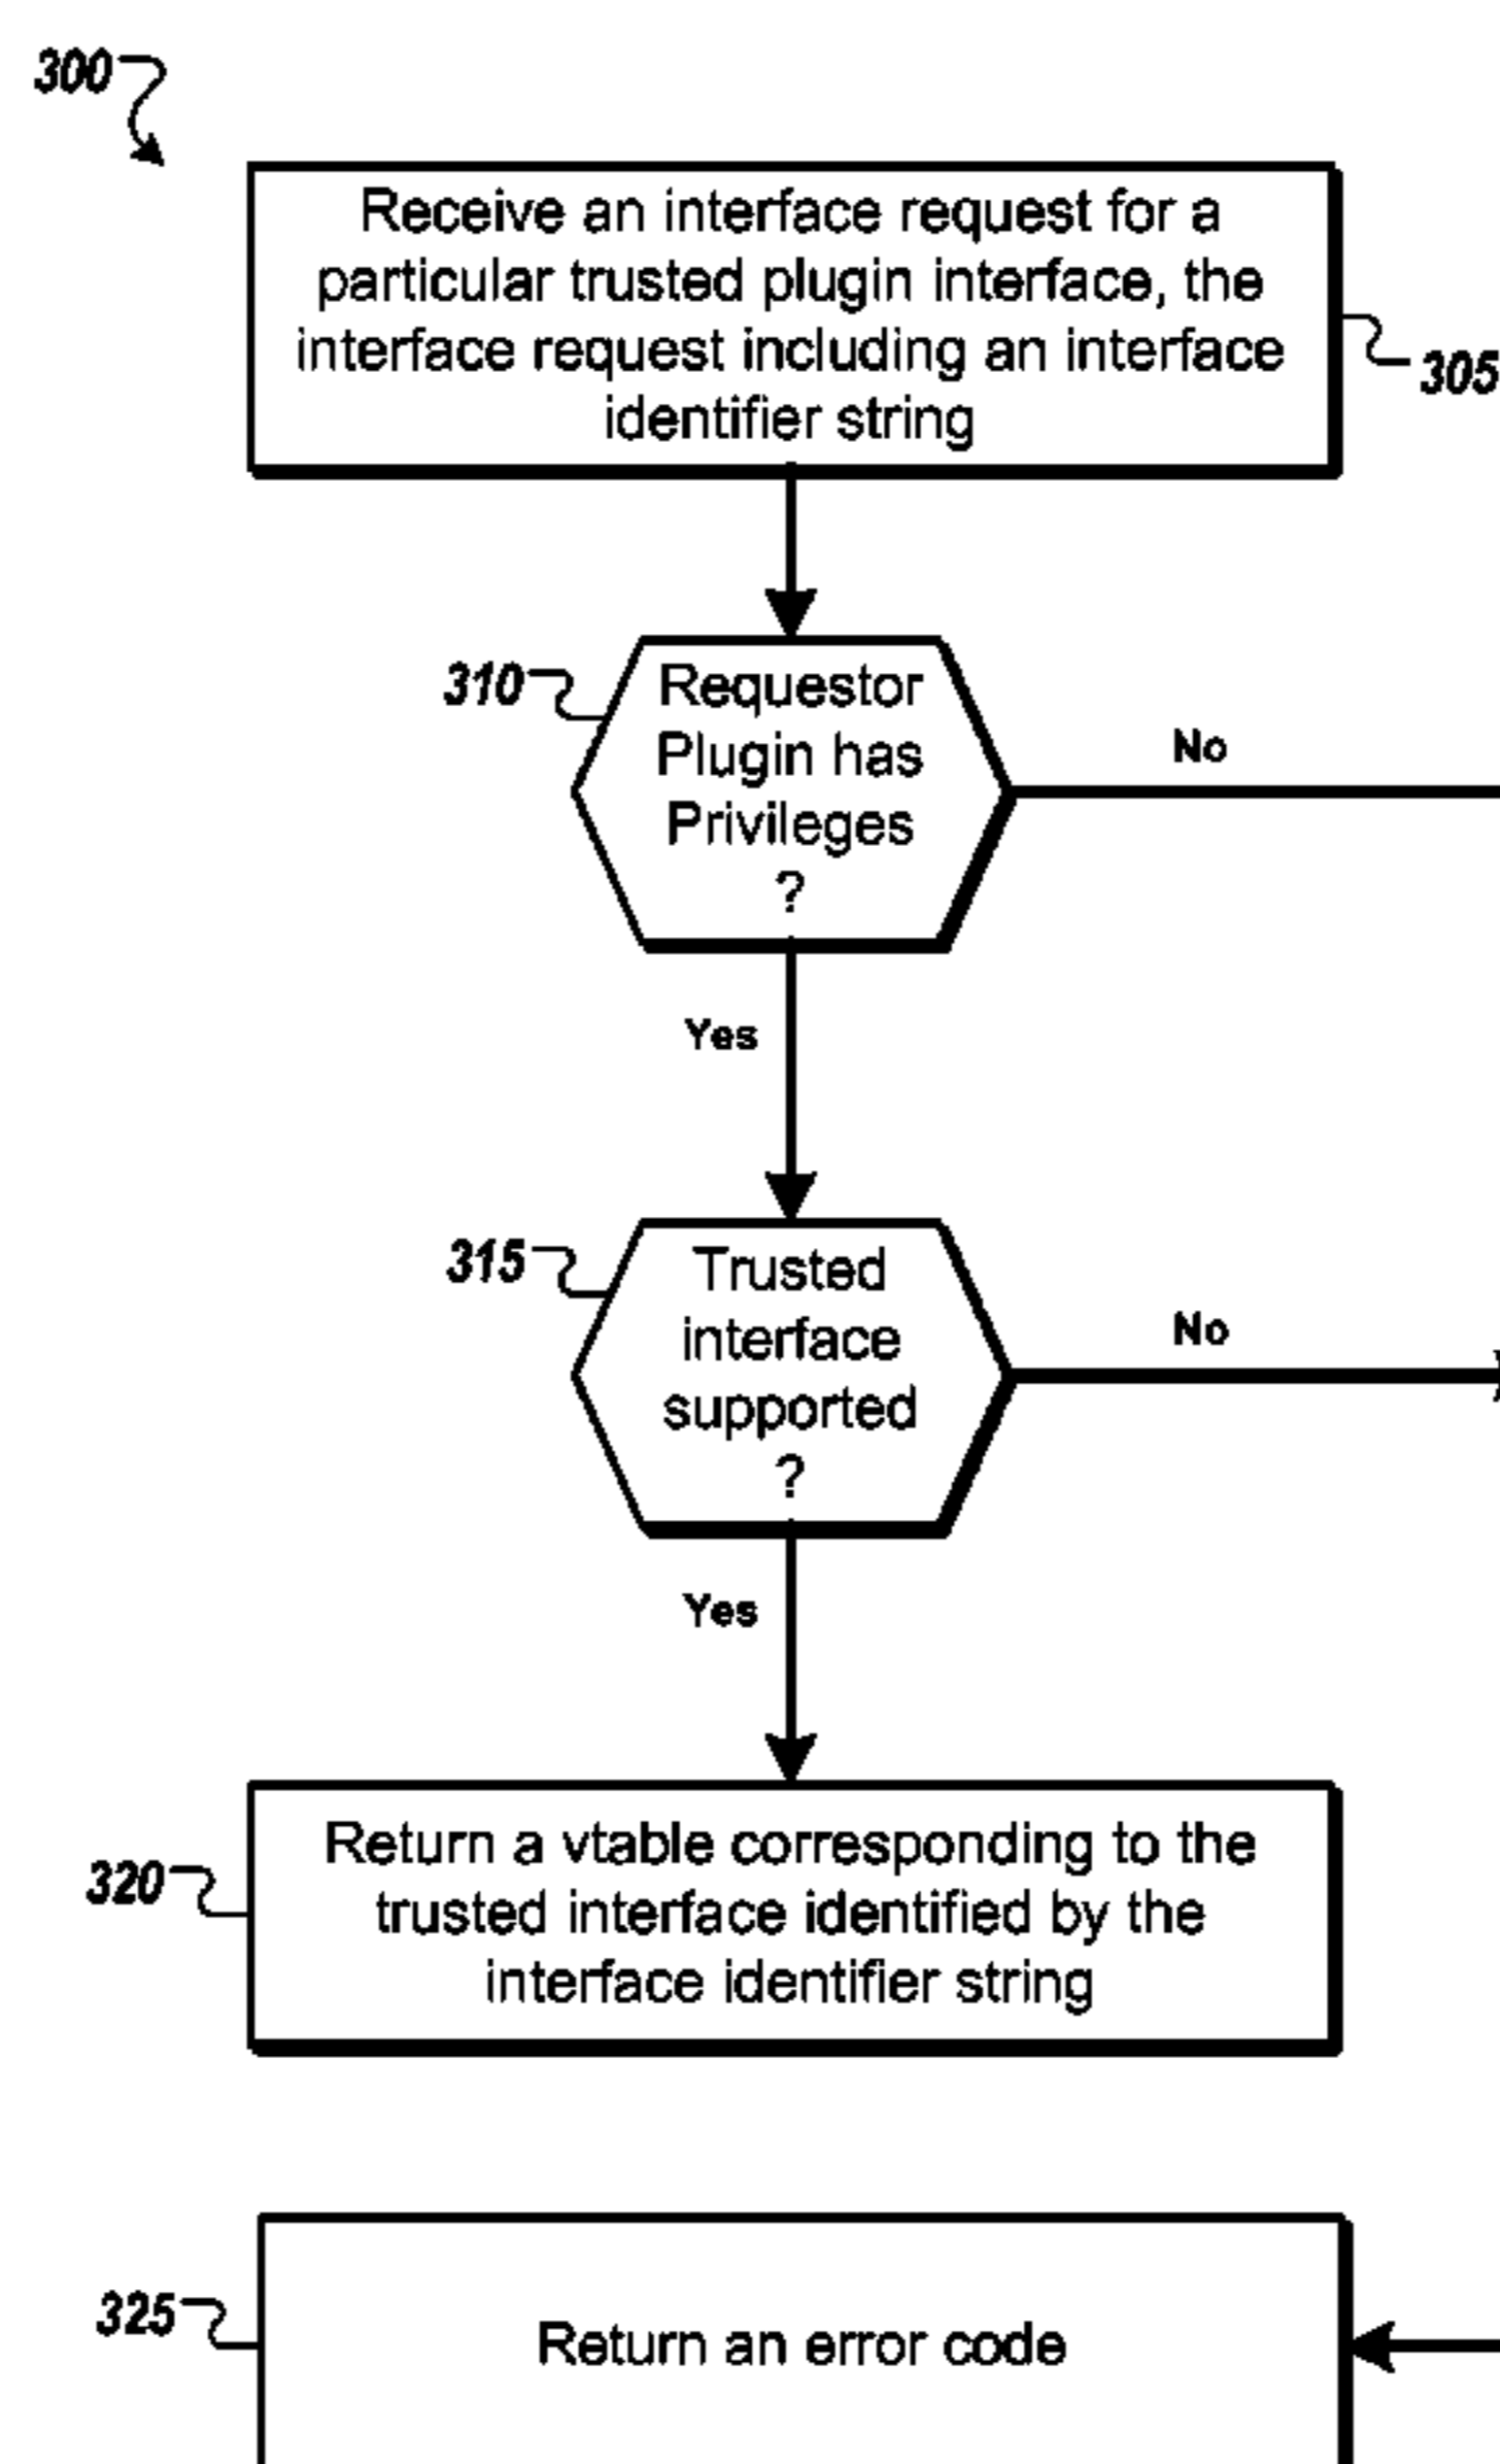 300
Receive an interface request for a
particular trusted plugin interface, the
interface request including an interface
identifier string
305
310
Requestor
Plugin has
Privileges
?
No
Yes
315
Trusted
interface
supported
?
No
Yes
320
Return a vtable corresponding to the
trusted interface identified by the
interface identifier string
325
Return an error code